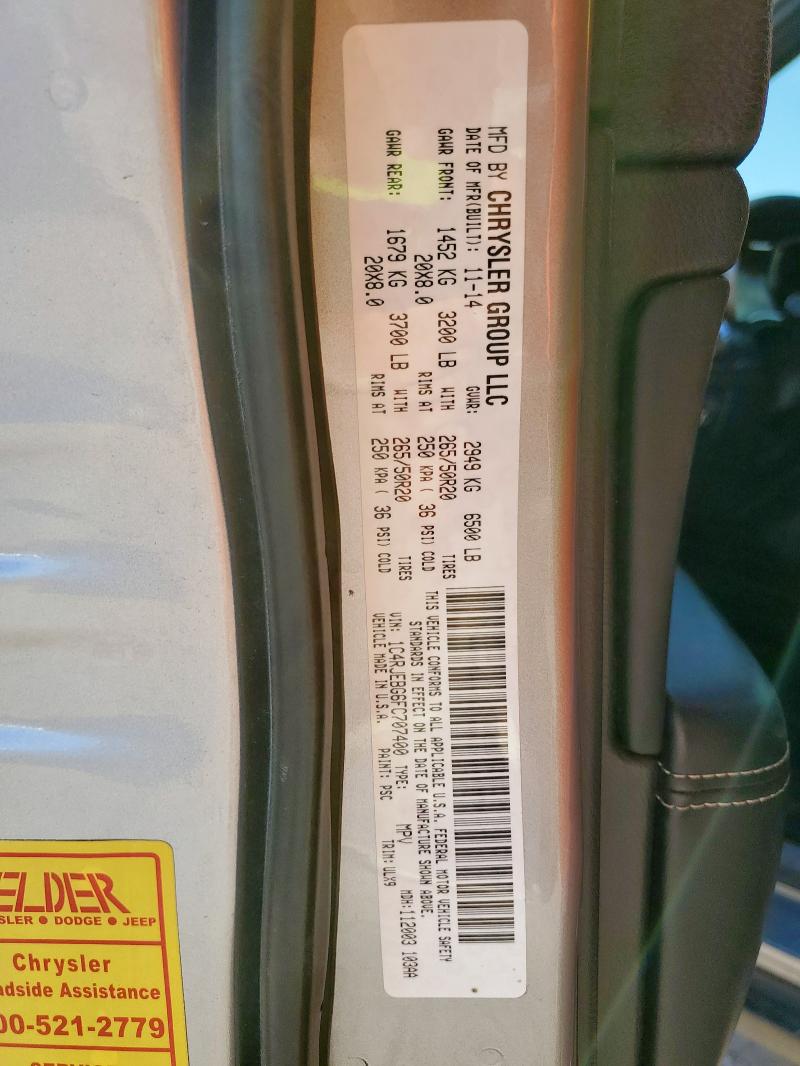 MFD BY CHRYSLER GROUP LLC
DATE OF MFR(BUILT): 11-14 GVWR: 2949 KG 6500 LB
GAWR FRONT: 1452 KG 3200 LB WITH 265/50R20 TIRES
20X8.0 RIMS AT 250 KPA ( 36 PSI) COLD
GAWR REAR: 1679 KG 3700 LB WITH 265/50R20 TIRES
20X8.0 RIMS AT 250 KPA ( 36 PSI) COLD
THIS VEHICLE CONFORMS TO ALL APPLICABLE U.S.A. FEDERAL MOTOR VEHICLE SAFETY
STANDARDS IN EFFECT ON THE DATE OF MANUFACTURE SHOWN ABOVE.
VIN: 1C4RJEBG6FC707400 TYPE: MPV MDH: 112003 103AA
VEHICLE MADE IN U.S.A. PAINT: PSC TRIM: ULX9
ELDER
SLER ● DODGE ● JEEP
Chrysler
adside Assistance
00-521-2779